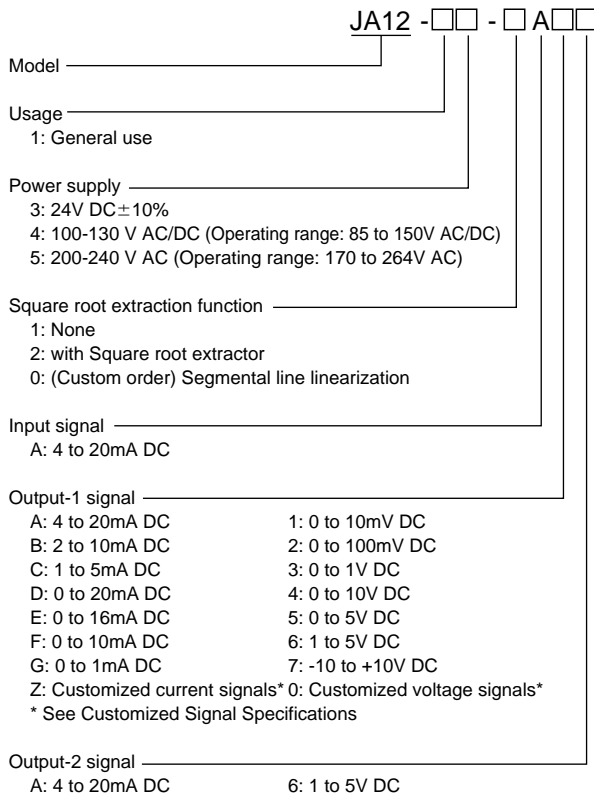 JA12 -□□ - □ A□□
Model
Usage
1: General use
Power supply
3: 24V DC±10%
4: 100-130 V AC/DC (Operating range: 85 to 150V AC/DC)
5: 200-240 V AC (Operating range: 170 to 264V AC)
Square root extraction function
1: None
2: with Square root extractor
0: (Custom order) Segmental line linearization
Input signal
A: 4 to 20mA DC
Output-1 signal
A: 4 to 20mA DC 1: 0 to 10mV DC
B: 2 to 10mA DC 2: 0 to 100mV DC
C: 1 to 5mA DC 3: 0 to 1V DC
D: 0 to 20mA DC 4: 0 to 10V DC
E: 0 to 16mA DC 5: 0 to 5V DC
F: 0 to 10mA DC 6: 1 to 5V DC
G: 0 to 1mA DC 7: -10 to +10V DC
Z: Customized current signals* 0: Customized voltage signals*
* See Customized Signal Specifications
Output-2 signal
A: 4 to 20mA DC 6: 1 to 5V DC